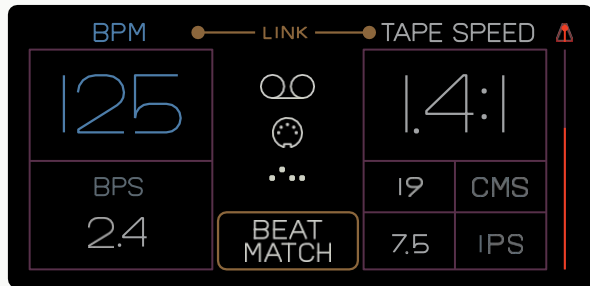 BPM
LINK
TAPE SPEED
125
1.4:1
BPS
2.4
19 CMS
7.5 IPS
BEAT
MATCH